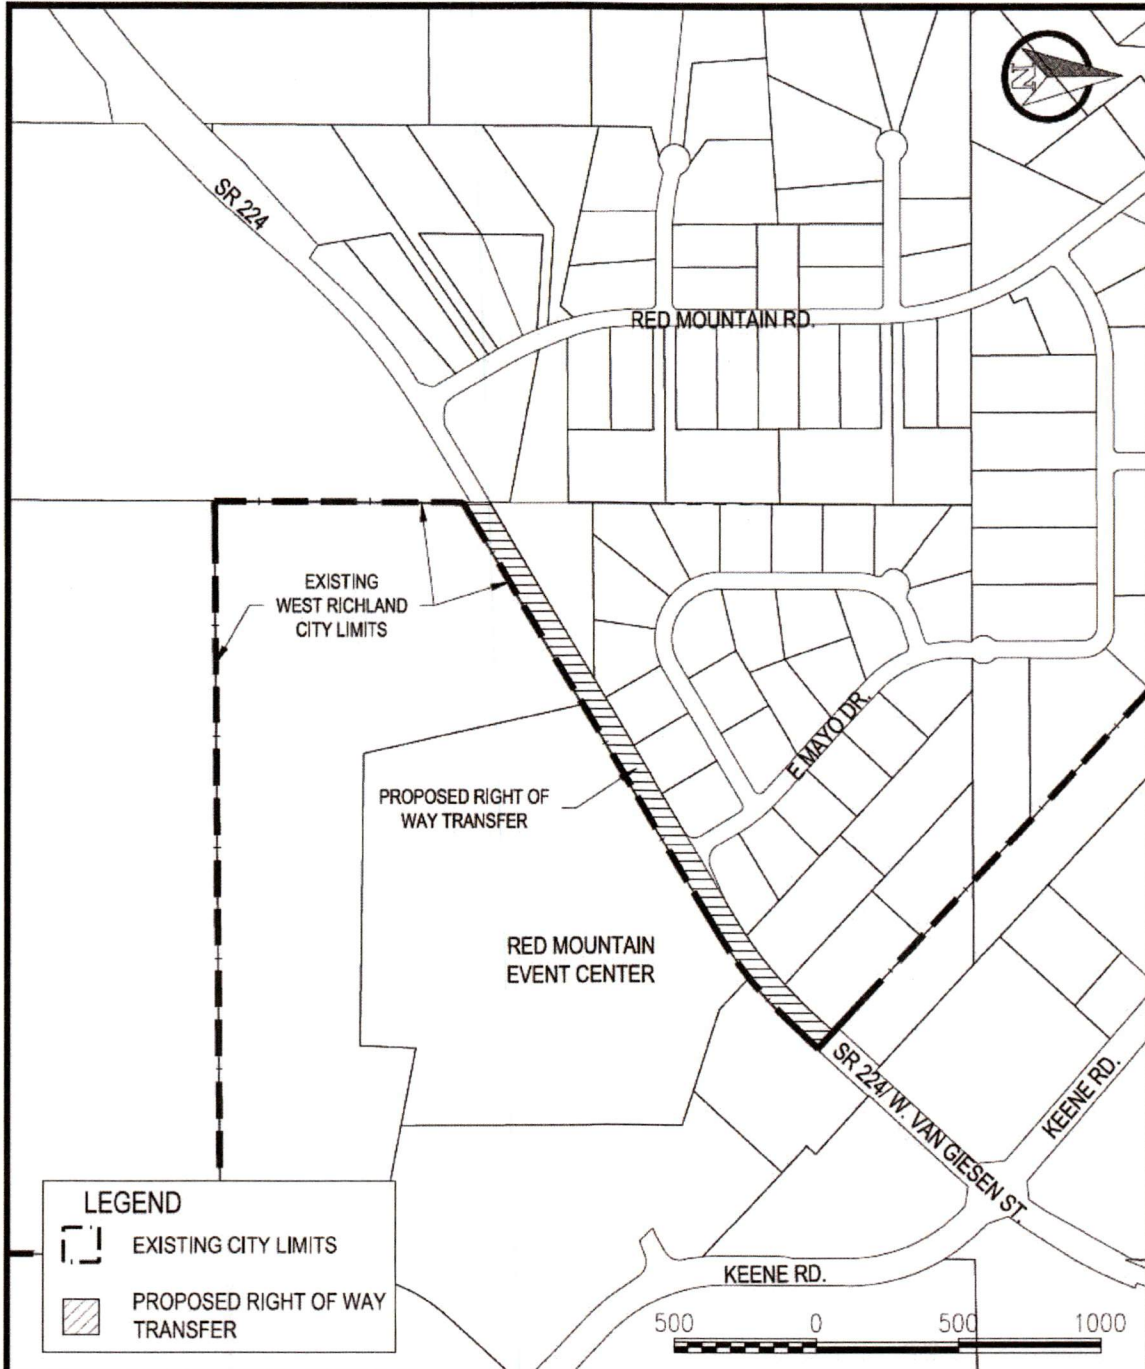 N
SR 224
RED MOUNTAIN RD.
EXISTING
WEST RICHLAND
CITY LIMITS
PROPOSED RIGHT OF
WAY TRANSFER
E MAYO DR.
RED MOUNTAIN
EVENT CENTER
SR 224/ W. VAN GIESEN ST.
KEENE RD.
LEGEND
EXISTING CITY LIMITS
PROPOSED RIGHT OF WAY
TRANSFER
KEENE RD.
500 0 500 1000